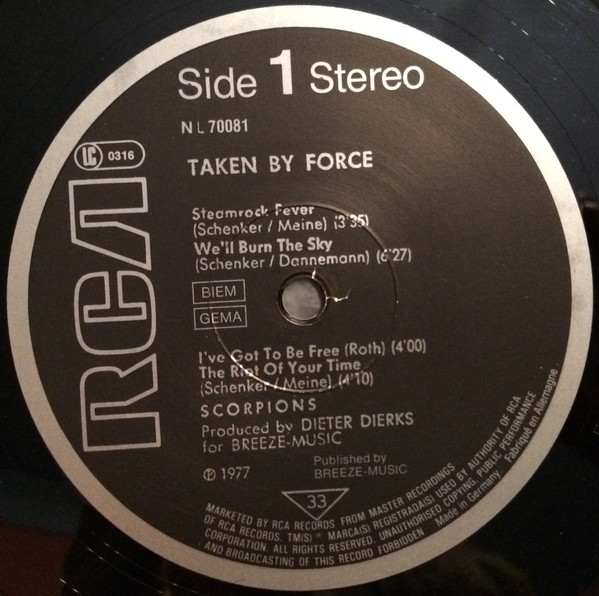 Side 1 Stereo
NL 70081
LC 0316
RCA
TAKEN BY FORCE
Steamrock Fever
(Schenker / Meine) (3'35)
We'll Burn The Sky
(Schenker / Dannemann) (6'27)
BIEM
GEMA
I've Got To Be Free (Roth) (4'00)
The Riot Of Your Time
(Schenker / Meine) (4'10)
SCORPIONS
Produced by DIETER DIERKS
for BREEZE-MUSIC
℗ 1977
Published by
BREEZE-MUSIC
33
MARKETED BY RCA RECORDS FROM MASTER RECORDINGS
OF RCA RECORDS. TM(S) ® MARCA(S) REGISTRADA(S) USED BY AUTHORITY OF RCA
CORPORATION. ALL RIGHTS RESERVED. UNAUTHORISED COPYING, PUBLIC PERFORMANCE
AND BROADCASTING OF THIS RECORD FORBIDDEN Made in Germany. Fabriqué en Allemagne.